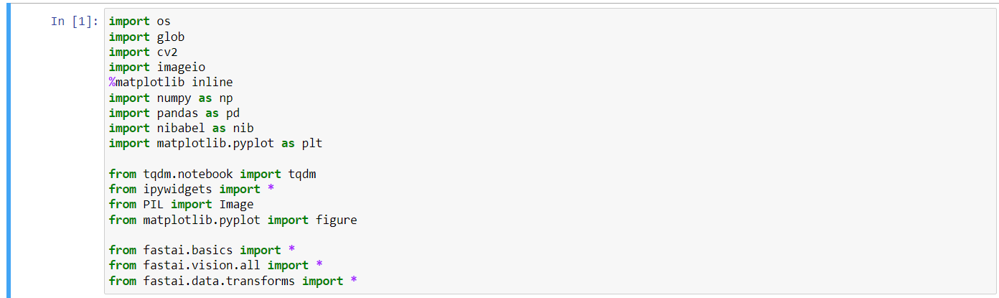 In [1]: import os
import glob
import cv2
import imageio
%matplotlib inline
import numpy as np
import pandas as pd
import nibabel as nib
import matplotlib.pyplot as plt
from tqdm.notebook import tqdm
from ipywidgets import *
from PIL import Image
from matplotlib.pyplot import figure
from fastai.basics import *
from fastai.vision.all import *
from fastai.data.transforms import *